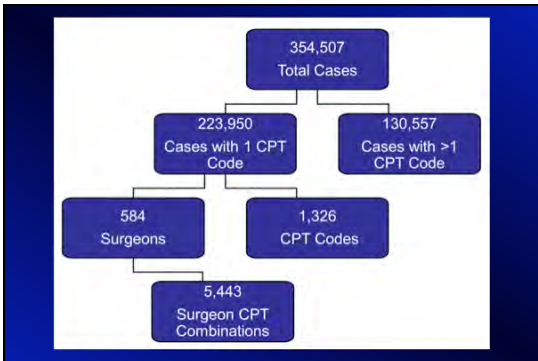 354,507
Total Cases
223,950
Cases with 1 CPT
Code
130,557
Cases with >1
CPT Code
584
Surgeons
1,326
CPT Codes
5,443
Surgeon CPT
Combinations